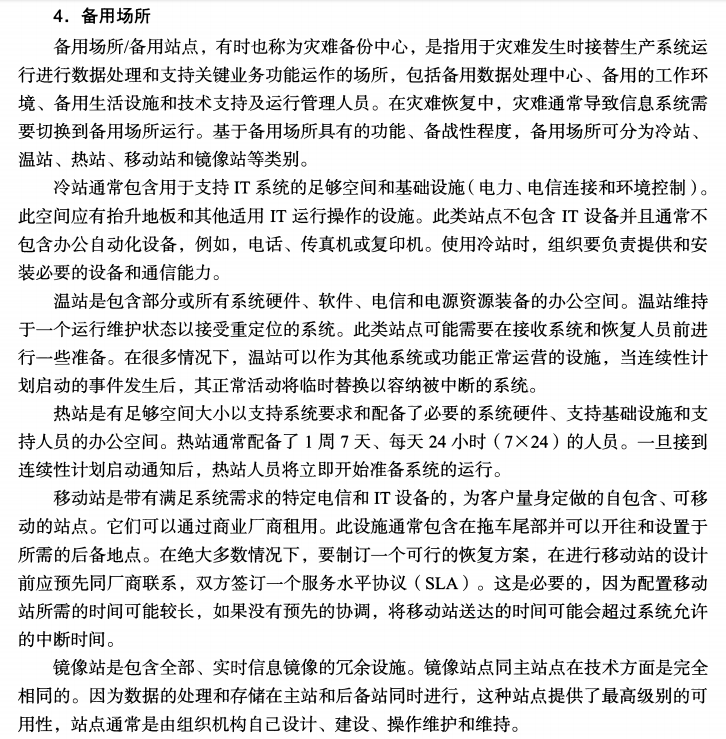 4．备用场所
备用场所/备用站点，有时也称为灾难备份中心，是指用于灾难发生时接替生产系统运
行进行数据处理和支持关键业务功能运作的场所，包括备用数据处理中心、备用的工作环
境、备用生活设施和技术支持及运行管理人员。在灾难恢复中，灾难通常导致信息系统需
要切换到备用场所运行。基于备用场所具有的功能、备战性程度，备用场所可分为冷站、
温站、热站、移动站和镜像站等类别。
冷站通常包含用于支持 IT 系统的足够空间和基础设施（电力、电信连接和环境控制）。
此空间应有抬升地板和其他适用 IT 运行操作的设施。此类站点不包含 IT 设备并且通常不
包含办公自动化设备，例如，电话、传真机或复印机。使用冷站时，组织要负责提供和安
装必要的设备和通信能力。
温站是包含部分或所有系统硬件、软件、电信和电源资源装备的办公空间。温站维持
于一个运行维护状态以接受重定位的系统。此类站点可能需要在接收系统和恢复人员前进
行一些准备。在很多情况下，温站可以作为其他系统或功能正常运营的设施，当连续性计
划启动的事件发生后，其正常活动将临时替换以容纳被中断的系统。
热站是有足够空间大小以支持系统要求和配备了必要的系统硬件、支持基础设施和支
持人员的办公空间。热站通常配备了 1 周 7 天、每天 24 小时（7×24）的人员。一旦接到
连续性计划启动通知后，热站人员将立即开始准备系统的运行。
移动站是带有满足系统需求的特定电信和 IT 设备的，为客户量身定做的自包含、可移
动的站点。它们可以通过商业厂商租用。此设施通常包含在拖车尾部并可以开往和设置于
所需的后备地点。在绝大多数情况下，要制订一个可行的恢复方案，在进行移动站的设计
前应预先同厂商联系，双方签订一个服务水平协议（SLA）。这是必要的，因为配置移动
站所需的时间可能较长，如果没有预先的协调，将移动站送达的时间可能会超过系统允许
的中断时间。
镜像站是包含全部、实时信息镜像的冗余设施。镜像站点同主站点在技术方面是完全
相同的。因为数据的处理和存储在主站和后备站同时进行，这种站点提供了最高级别的可
用性，站点通常是由组织机构自己设计、建设、操作维护和维持。